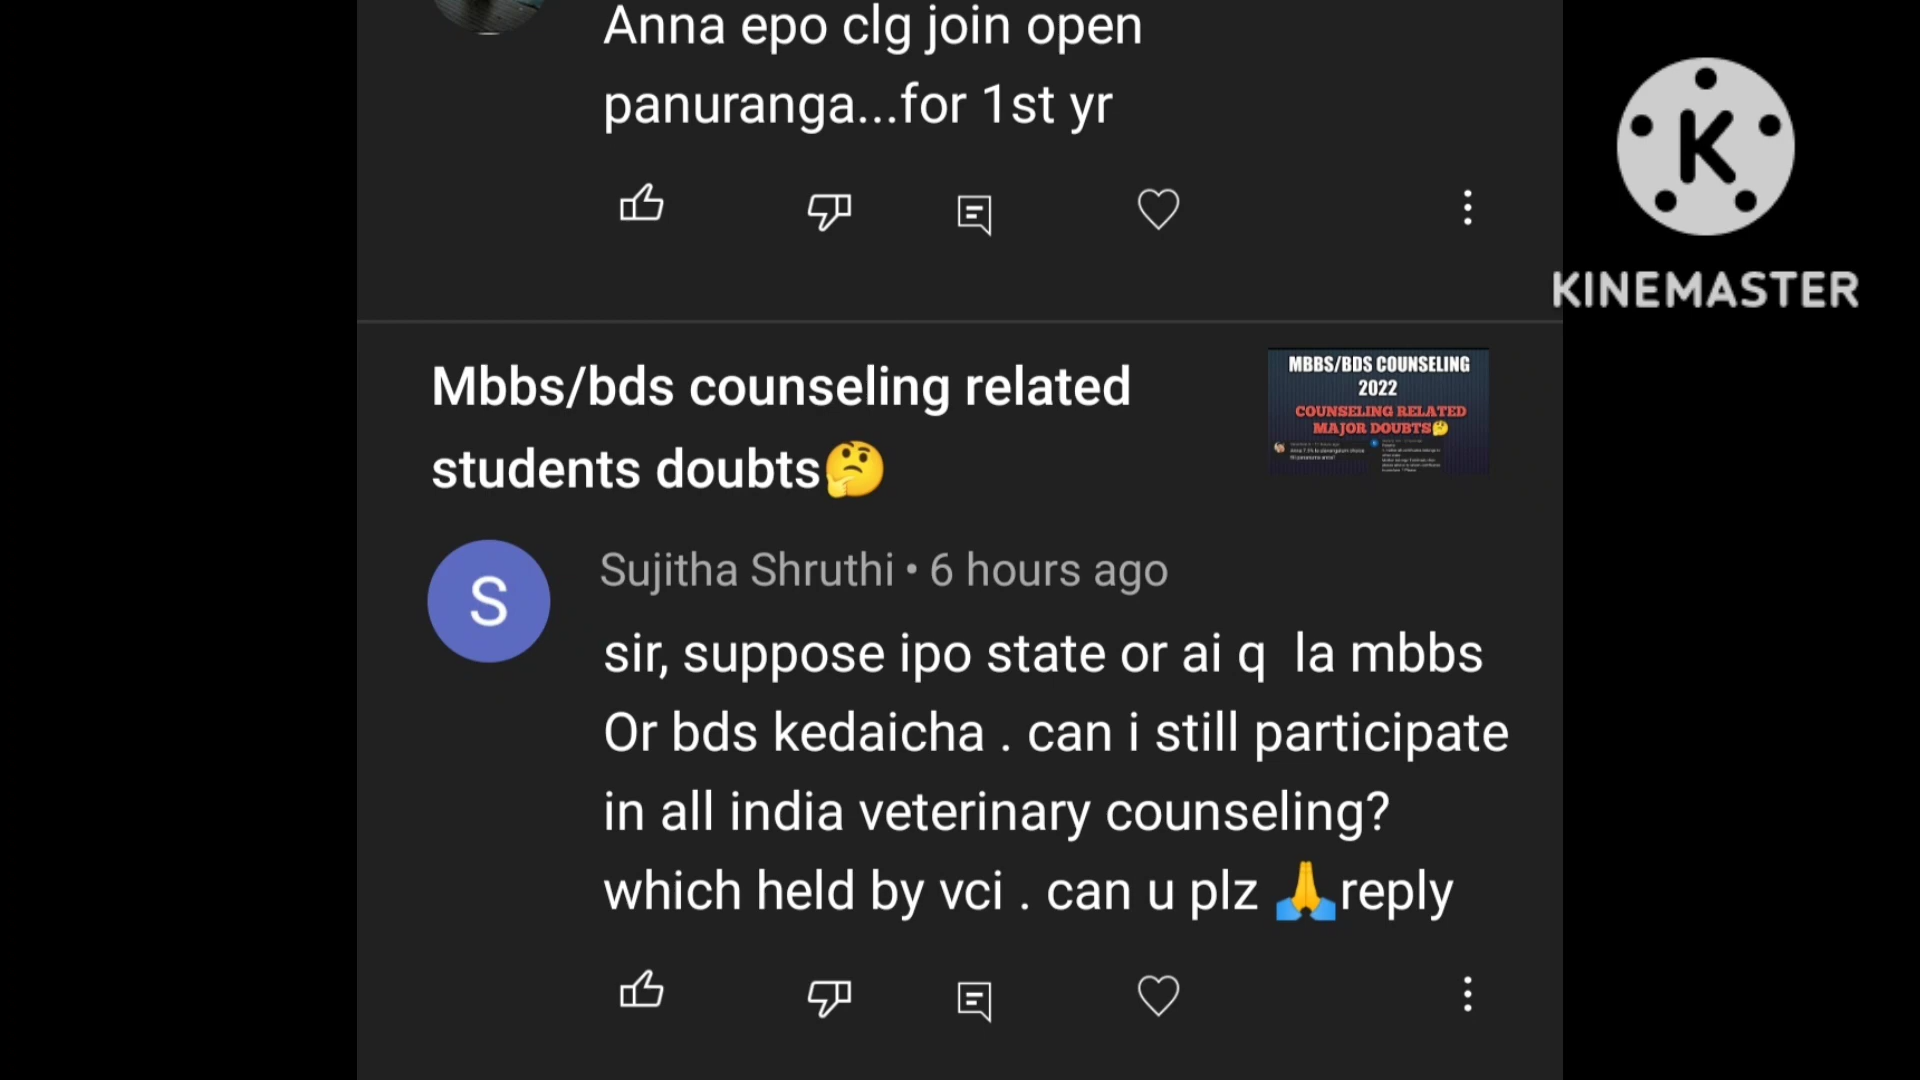 Anna epo clg join open
panuranga...for 1st yr
K
KINEMASTER
Mbbs/bds counseling related
students doubts🤔
MBBS/BDS COUNSELING
2022
COUNSELING RELATED
MAJOR DOUBTS🤔
S
Sujitha Shruthi • 6 hours ago
sir, suppose ipo state or ai q la mbbs
Or bds kedaicha . can i still participate
in all india veterinary counseling?
which held by vci . can u plz 🙏reply